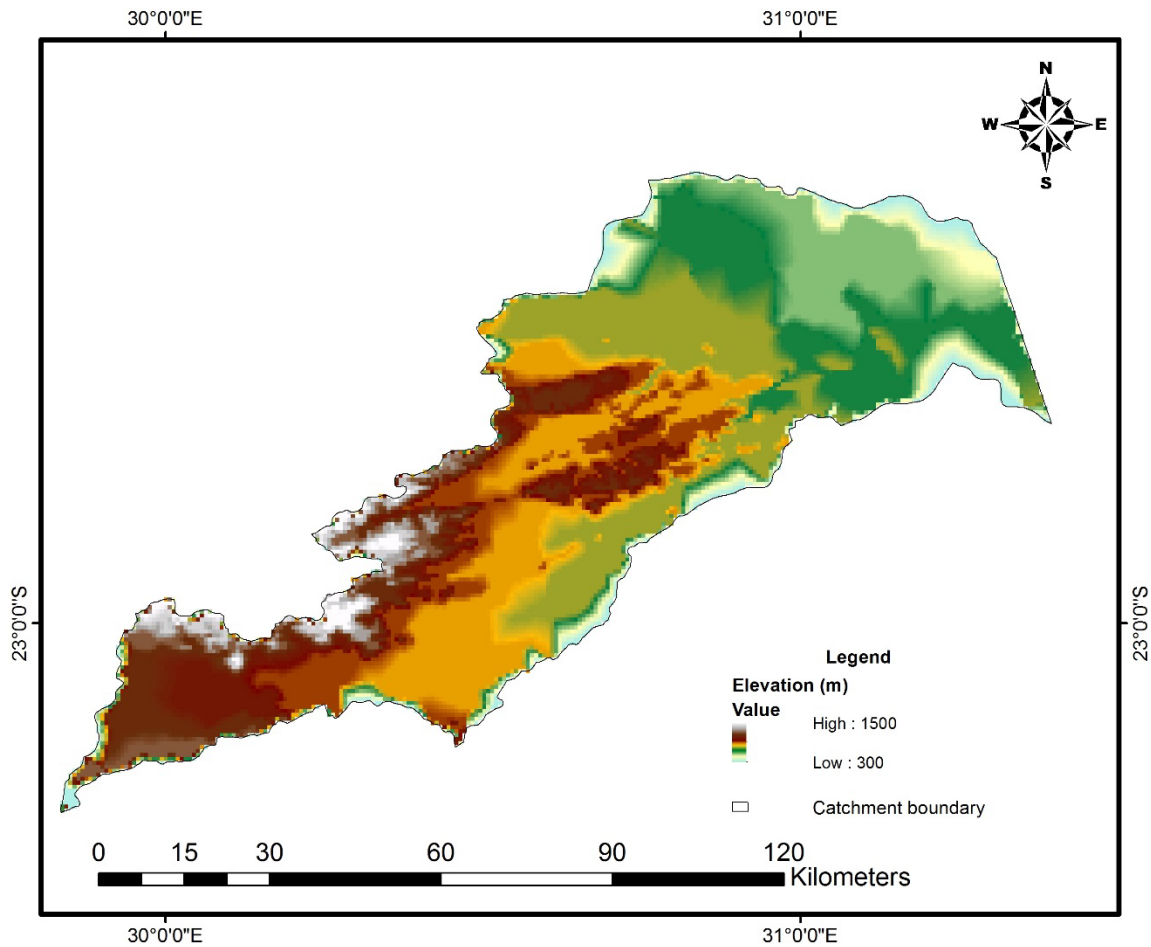 30°0'0"E 31°0'0"E
N
W E
S
23°0'0"S 23°0'0"S
Legend
Elevation (m)
Value
High : 1500
Low : 300
Catchment boundary
0 15 30 60 90 120
Kilometers
30°0'0"E 31°0'0"E